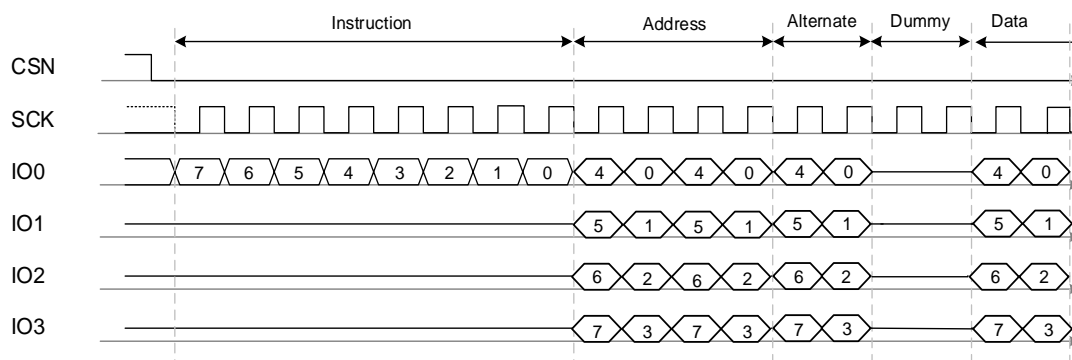 Instruction Address Alternate Dummy Data
CSN
SCK
IO0 7 6 5 4 3 2 1 0 4 0 4 0 4 0 4 0
IO1 5 1 5 1 5 1 5 1
IO2 6 2 6 2 6 2 6 2
IO3 7 3 7 3 7 3 7 3